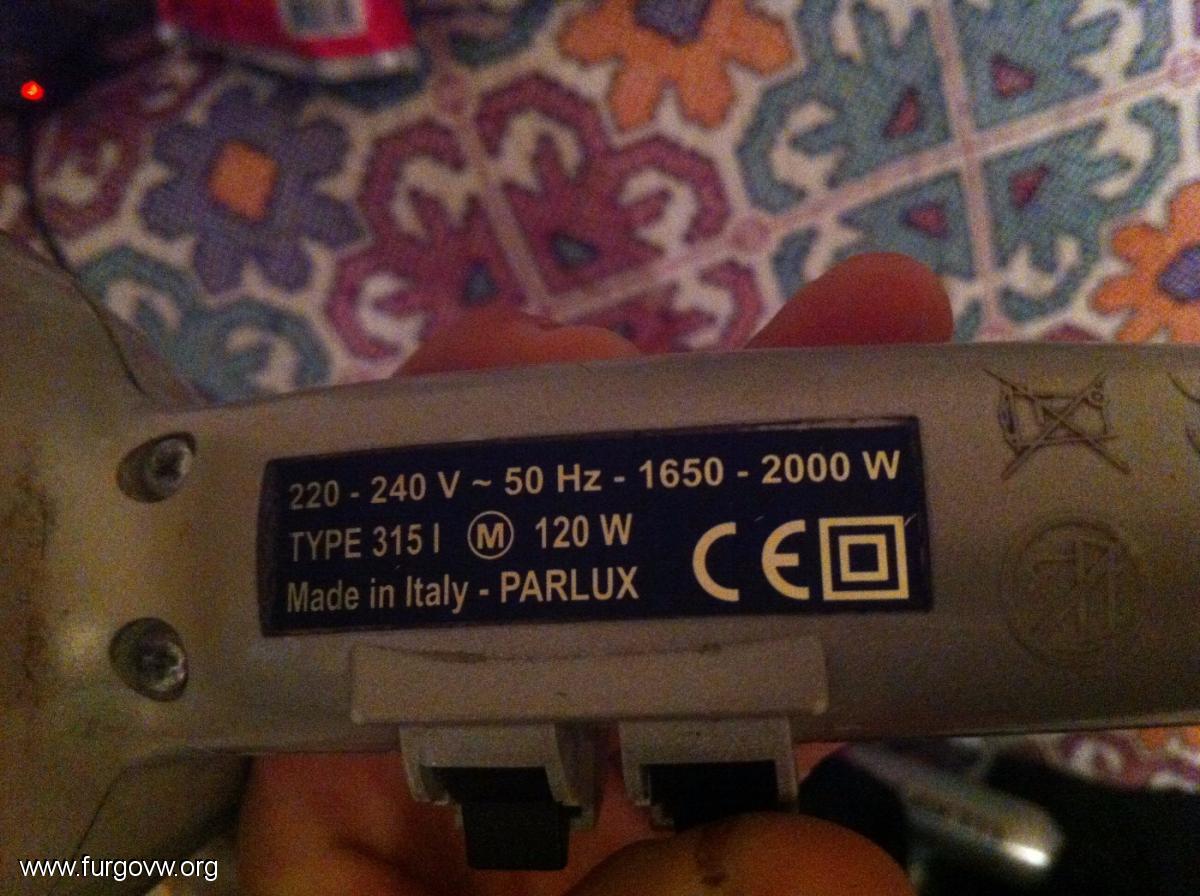 220 - 240 V ~ 50 Hz - 1650 - 2000 W
TYPE 315 I Ⓜ 120 W
Made in Italy - PARLUX CE
www.furgovw.org